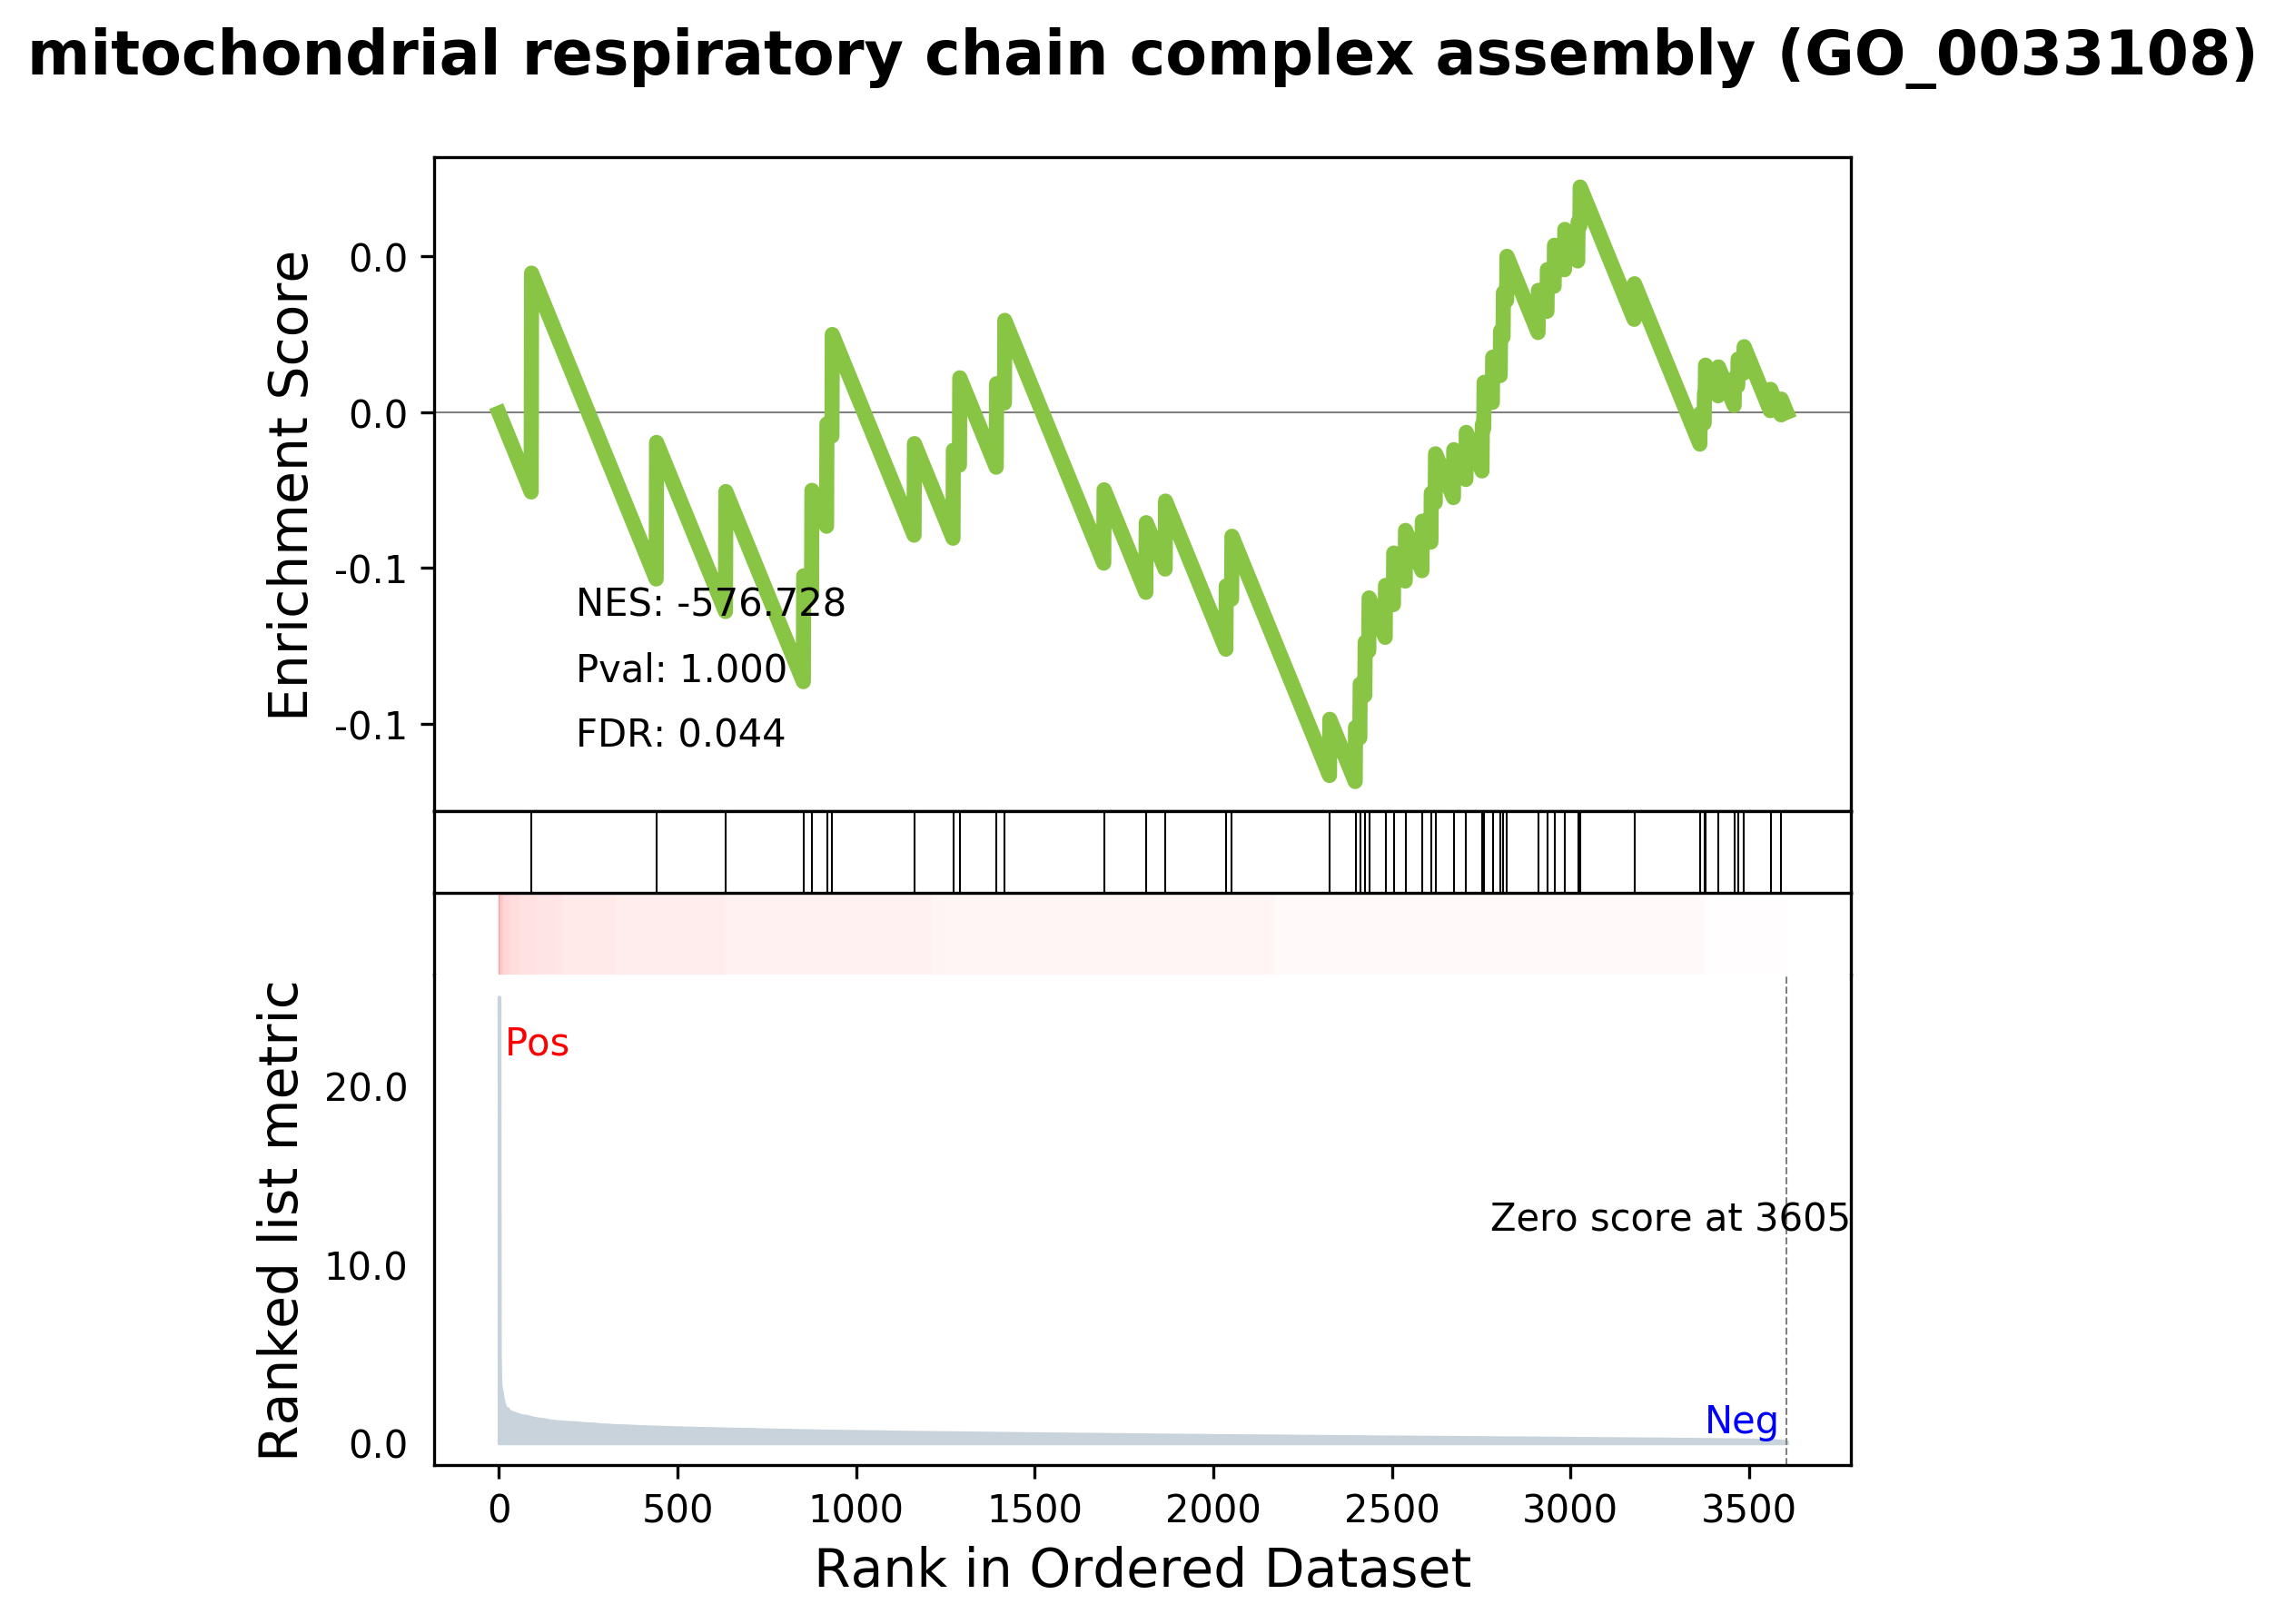 mitochondrial respiratory chain complex assembly (GO_0033108)
Enrichment Score
0.0
0.0
-0.1
-0.1
NES: -576.728
Pval: 1.000
FDR: 0.044
Ranked list metric
Pos
20.0
10.0
0.0
Zero score at 3605
Neg
0 500 1000 1500 2000 2500 3000 3500
Rank in Ordered Dataset